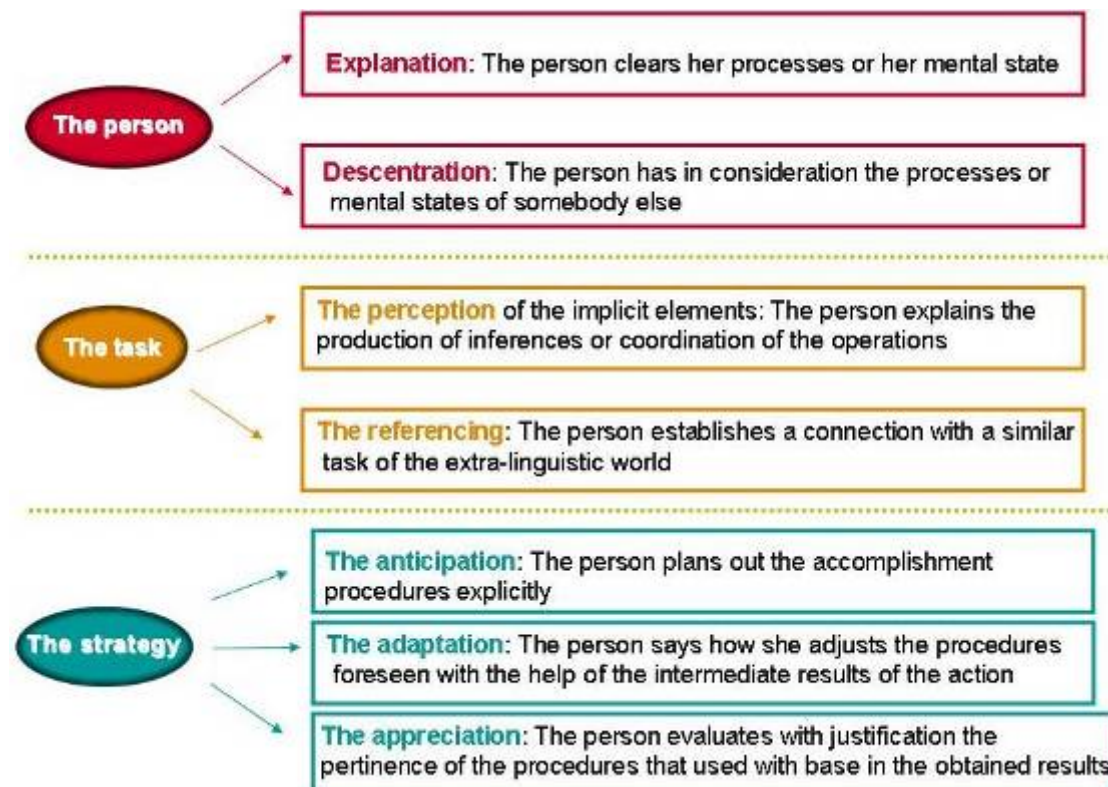 The person
Explanation: The person clears her processes or her mental state
Descentration: The person has in consideration the processes or
mental states of somebody else
The task
The perception of the implicit elements: The person explains the
production of inferences or coordination of the operations
The referencing: The person establishes a connection with a similar
task of the extra-linguistic world
The strategy
The anticipation: The person plans out the accomplishment
procedures explicitly
The adaptation: The person says how she adjusts the procedures
foreseen with the help of the intermediate results of the action
The appreciation: The person evaluates with justification the
pertinence of the procedures that used with base in the obtained results